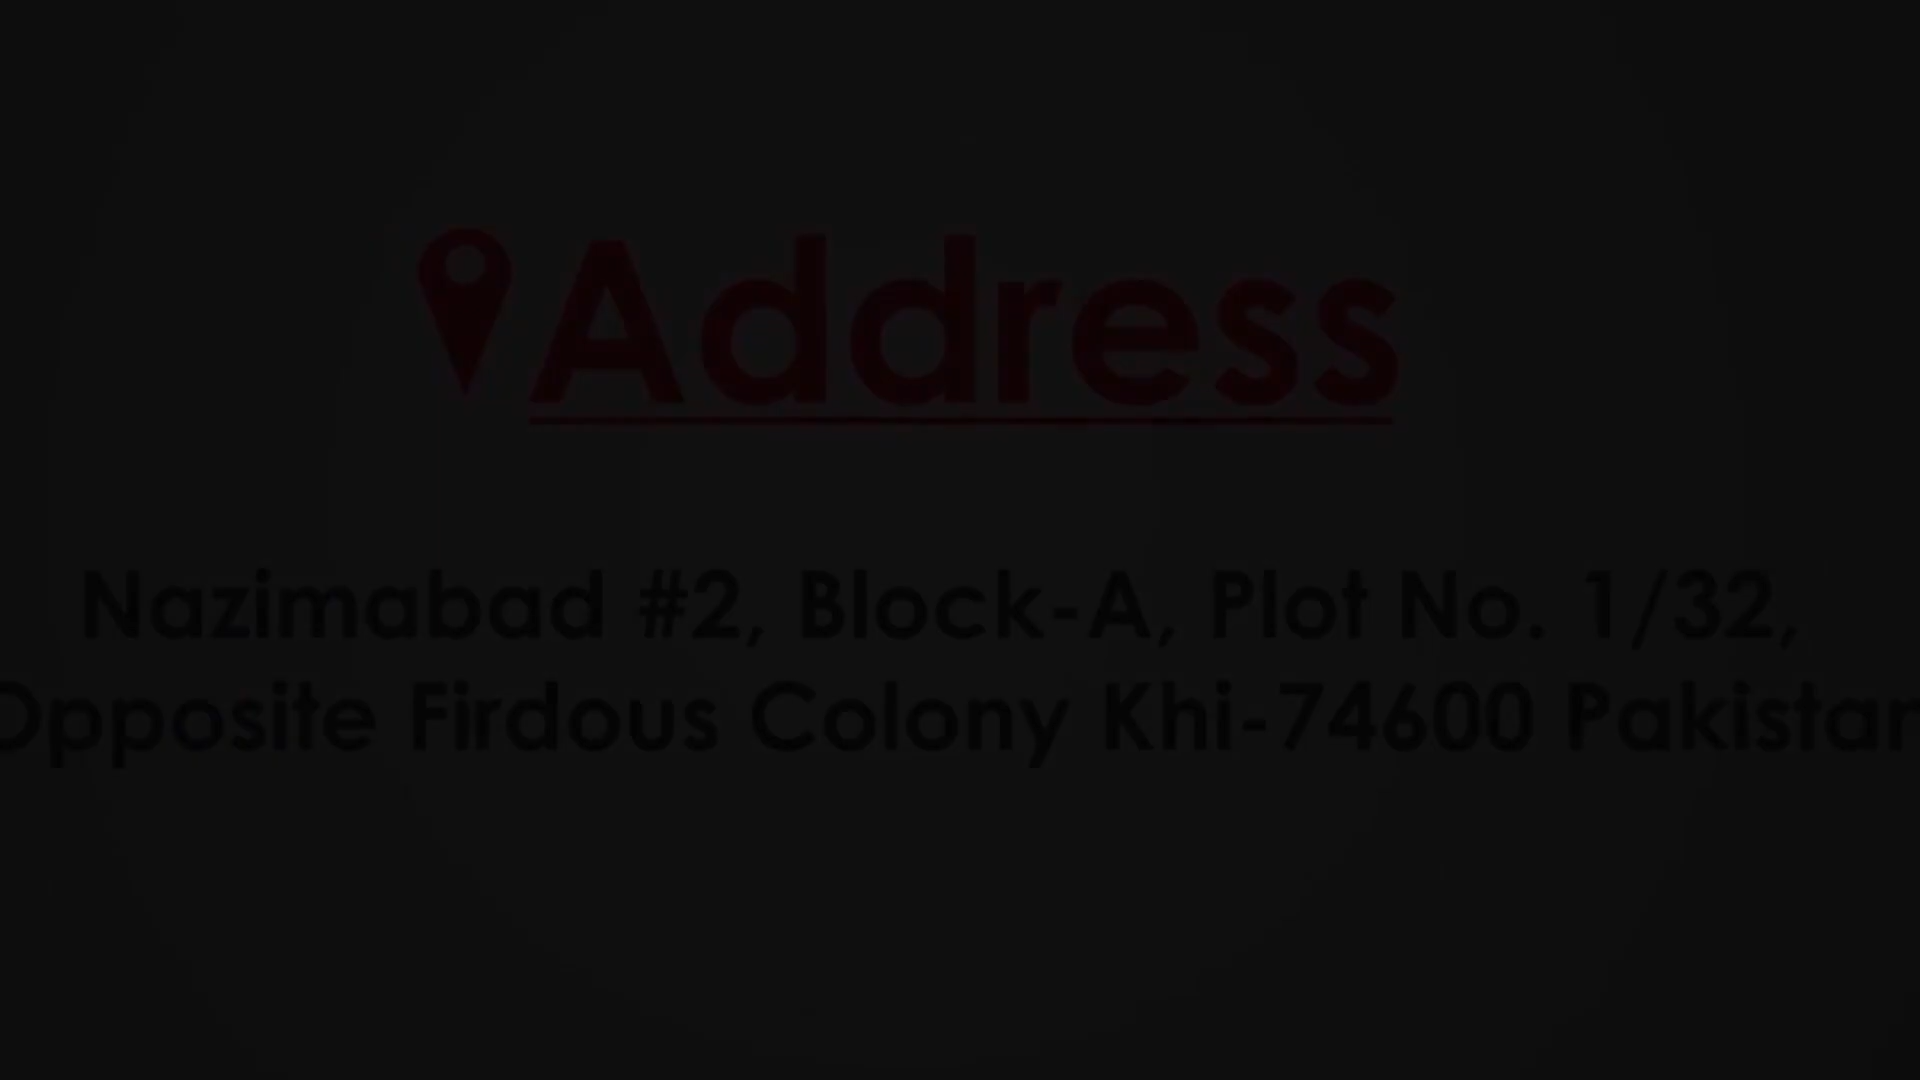 Address
Nazimabad #2, Block-A, Plot No. 1/32,
Opposite Firdous Colony Khi-74600 Pakistan